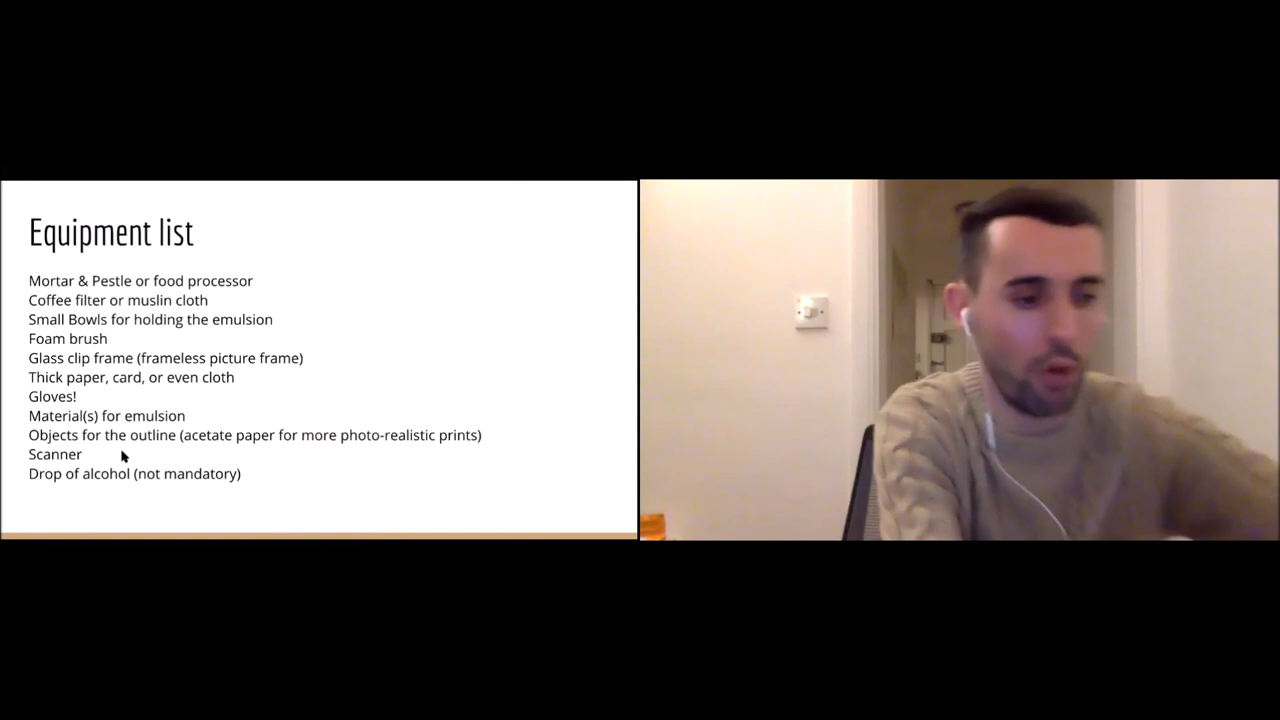 Equipment list
Mortar & Pestle or food processor
Coffee filter or muslin cloth
Small Bowls for holding the emulsion
Foam brush
Glass clip frame (frameless picture frame)
Thick paper, card, or even cloth
Gloves!
Material(s) for emulsion
Objects for the outline (acetate paper for more photo-realistic prints)
Scanner
Drop of alcohol (not mandatory)